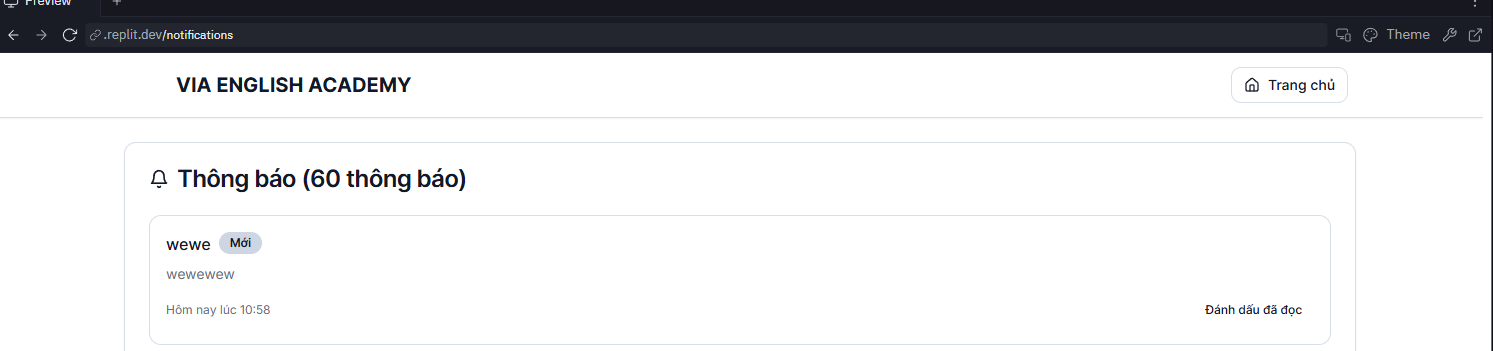 Preview
.replit.dev/notifications
Theme
VIA ENGLISH ACADEMY
Trang chủ
Thông báo (60 thông báo)
wewe Mới
wewewew
Hôm nay lúc 10:58
Đánh dấu đã đọc